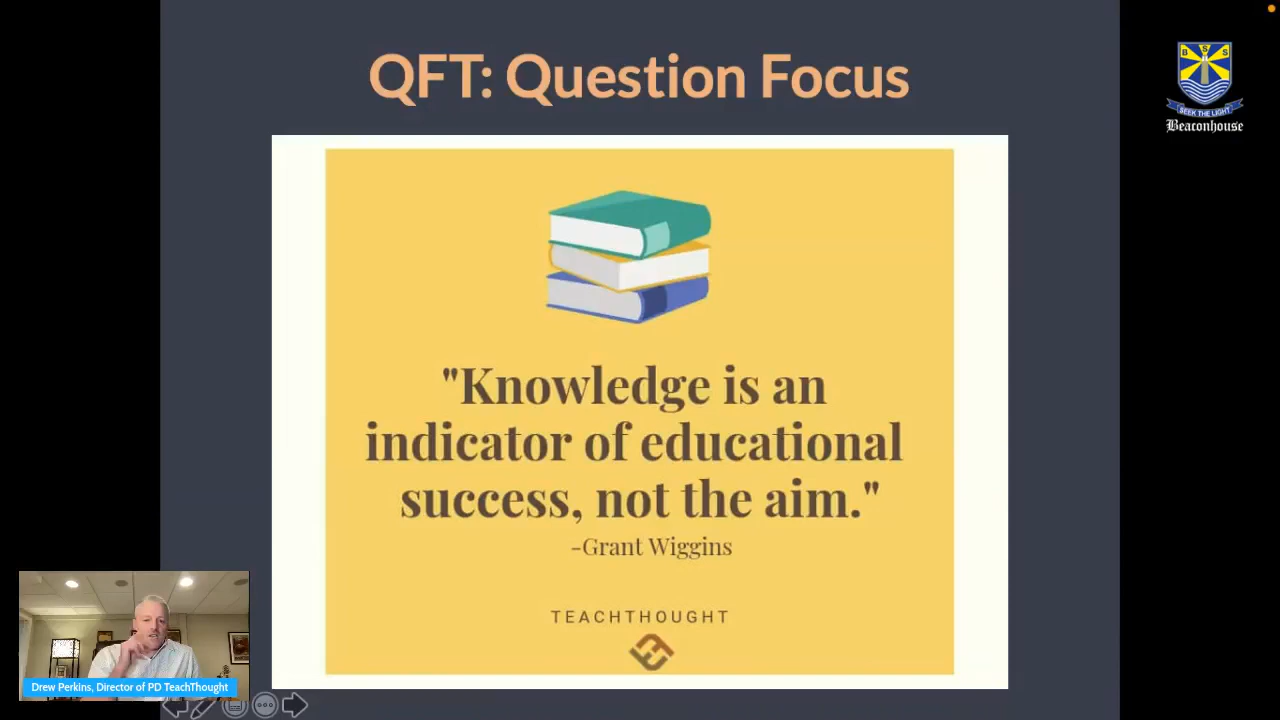 QFT: Question Focus
B S S
SEEK THE LIGHT
Beaconhouse
"Knowledge is an
indicator of educational
success, not the aim."
-Grant Wiggins
TEACHTHOUGHT
Drew Perkins, Director of PD TeachThought